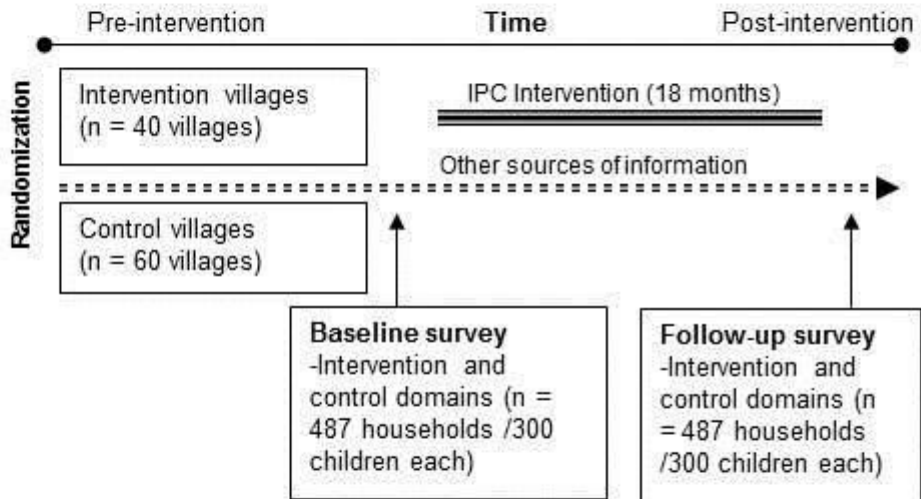 Pre-intervention Time Post-intervention
Randomization
Intervention villages
(n = 40 villages)
IPC Intervention (18 months)
Other sources of information
Control villages
(n = 60 villages)
Baseline survey
-Intervention and
control domains (n =
487 households /300
children each)
Follow-up survey
-Intervention and
control domains (n
= 487 households
/300 children each)